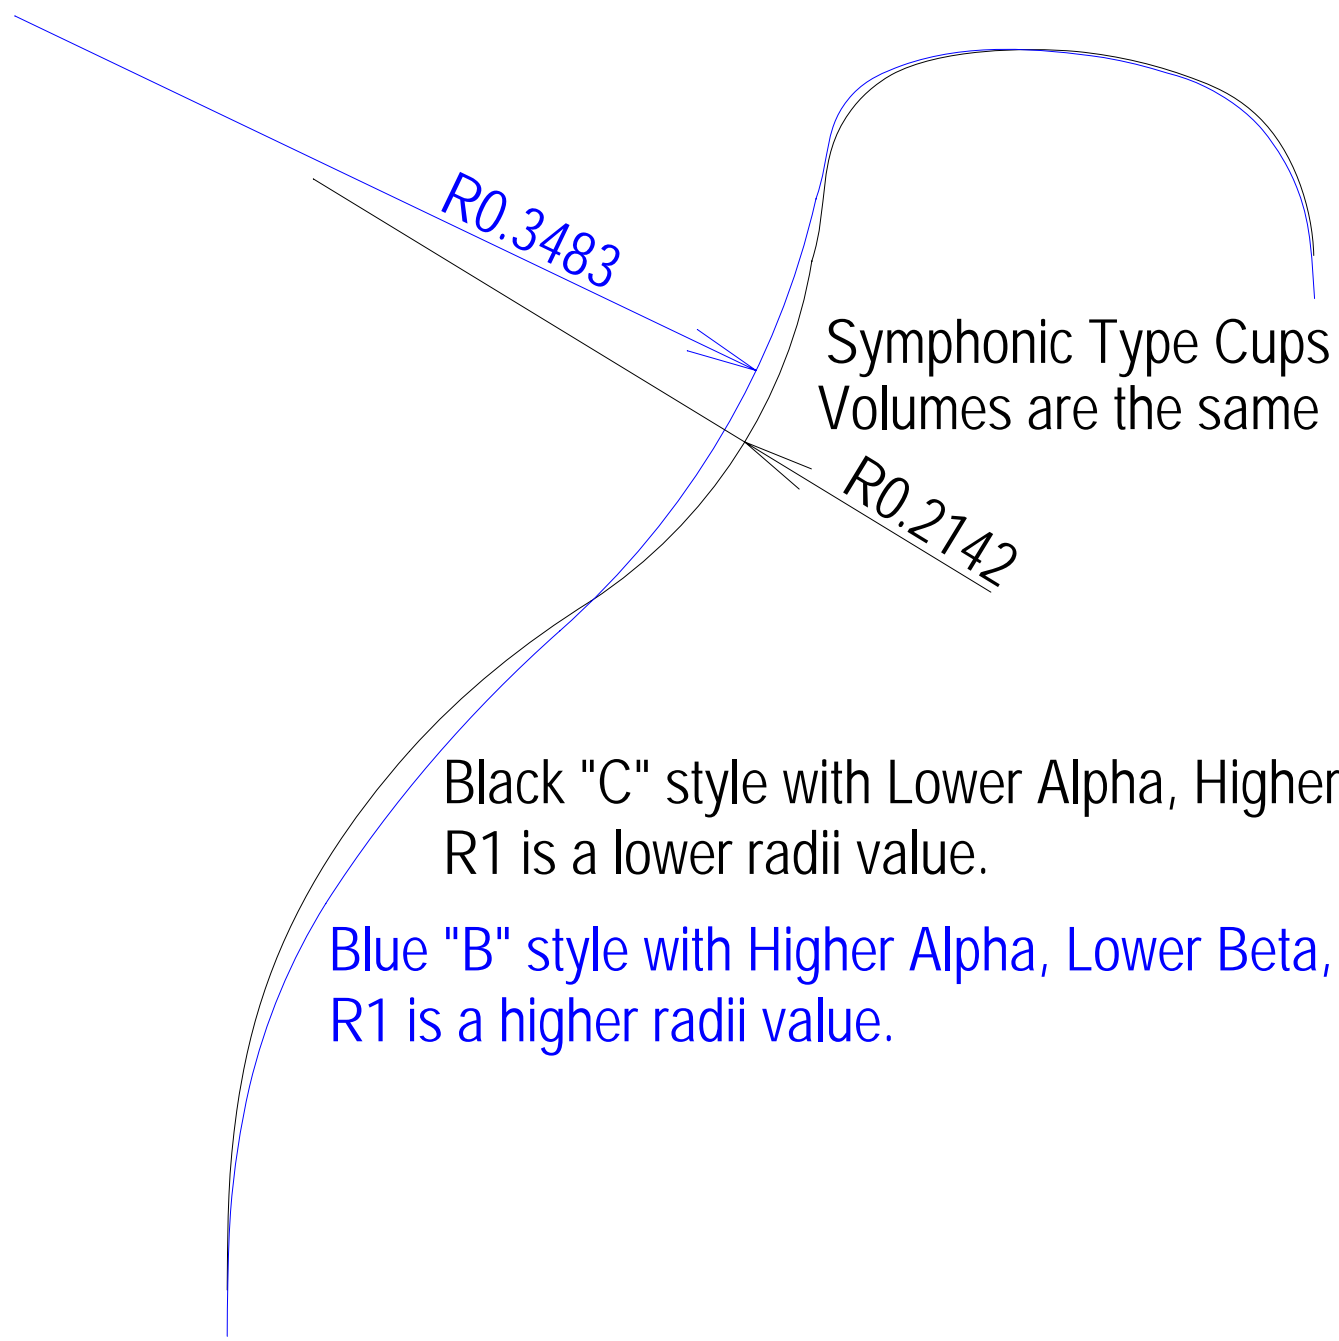 R0.3483
Symphonic Type Cups
Volumes are the same
R0.2142
Black "C" style with Lower Alpha, Higher
R1 is a lower radii value.
Blue "B" style with Higher Alpha, Lower Beta,
R1 is a higher radii value.